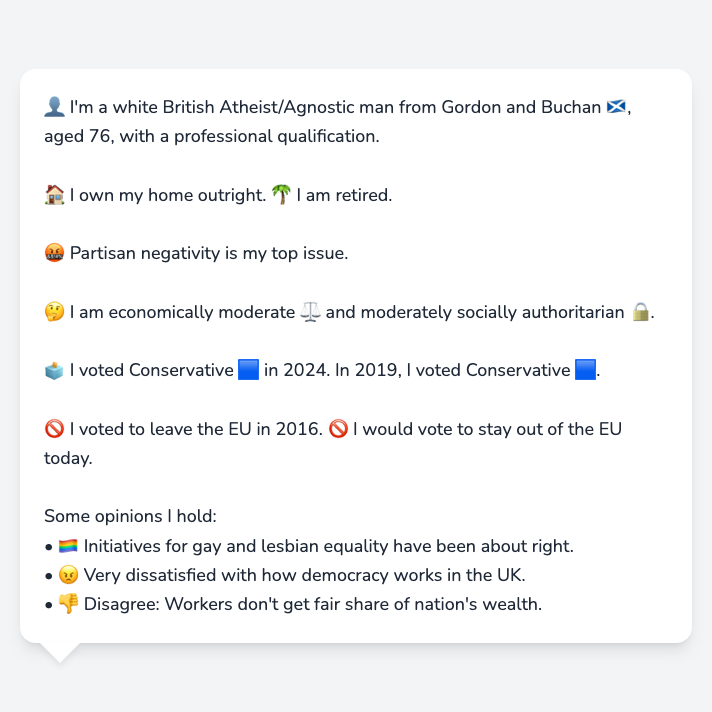 👤 I'm a white British Atheist/Agnostic man from Gordon and Buchan 🏴󠁧󠁢󠁳󠁣󠁴󠁿,
aged 76, with a professional qualification.
🏠 I own my home outright. 🌴 I am retired.
🤬 Partisan negativity is my top issue.
🤔 I am economically moderate ⚖️ and moderately socially authoritarian 🔒.
🗳️ I voted Conservative 🟦 in 2024. In 2019, I voted Conservative 🟦.
🚫 I voted to leave the EU in 2016. 🚫 I would vote to stay out of the EU
today.
Some opinions I hold:
• 🏳️‍🌈 Initiatives for gay and lesbian equality have been about right.
• 😠 Very dissatisfied with how democracy works in the UK.
• 👎 Disagree: Workers don't get fair share of nation's wealth.